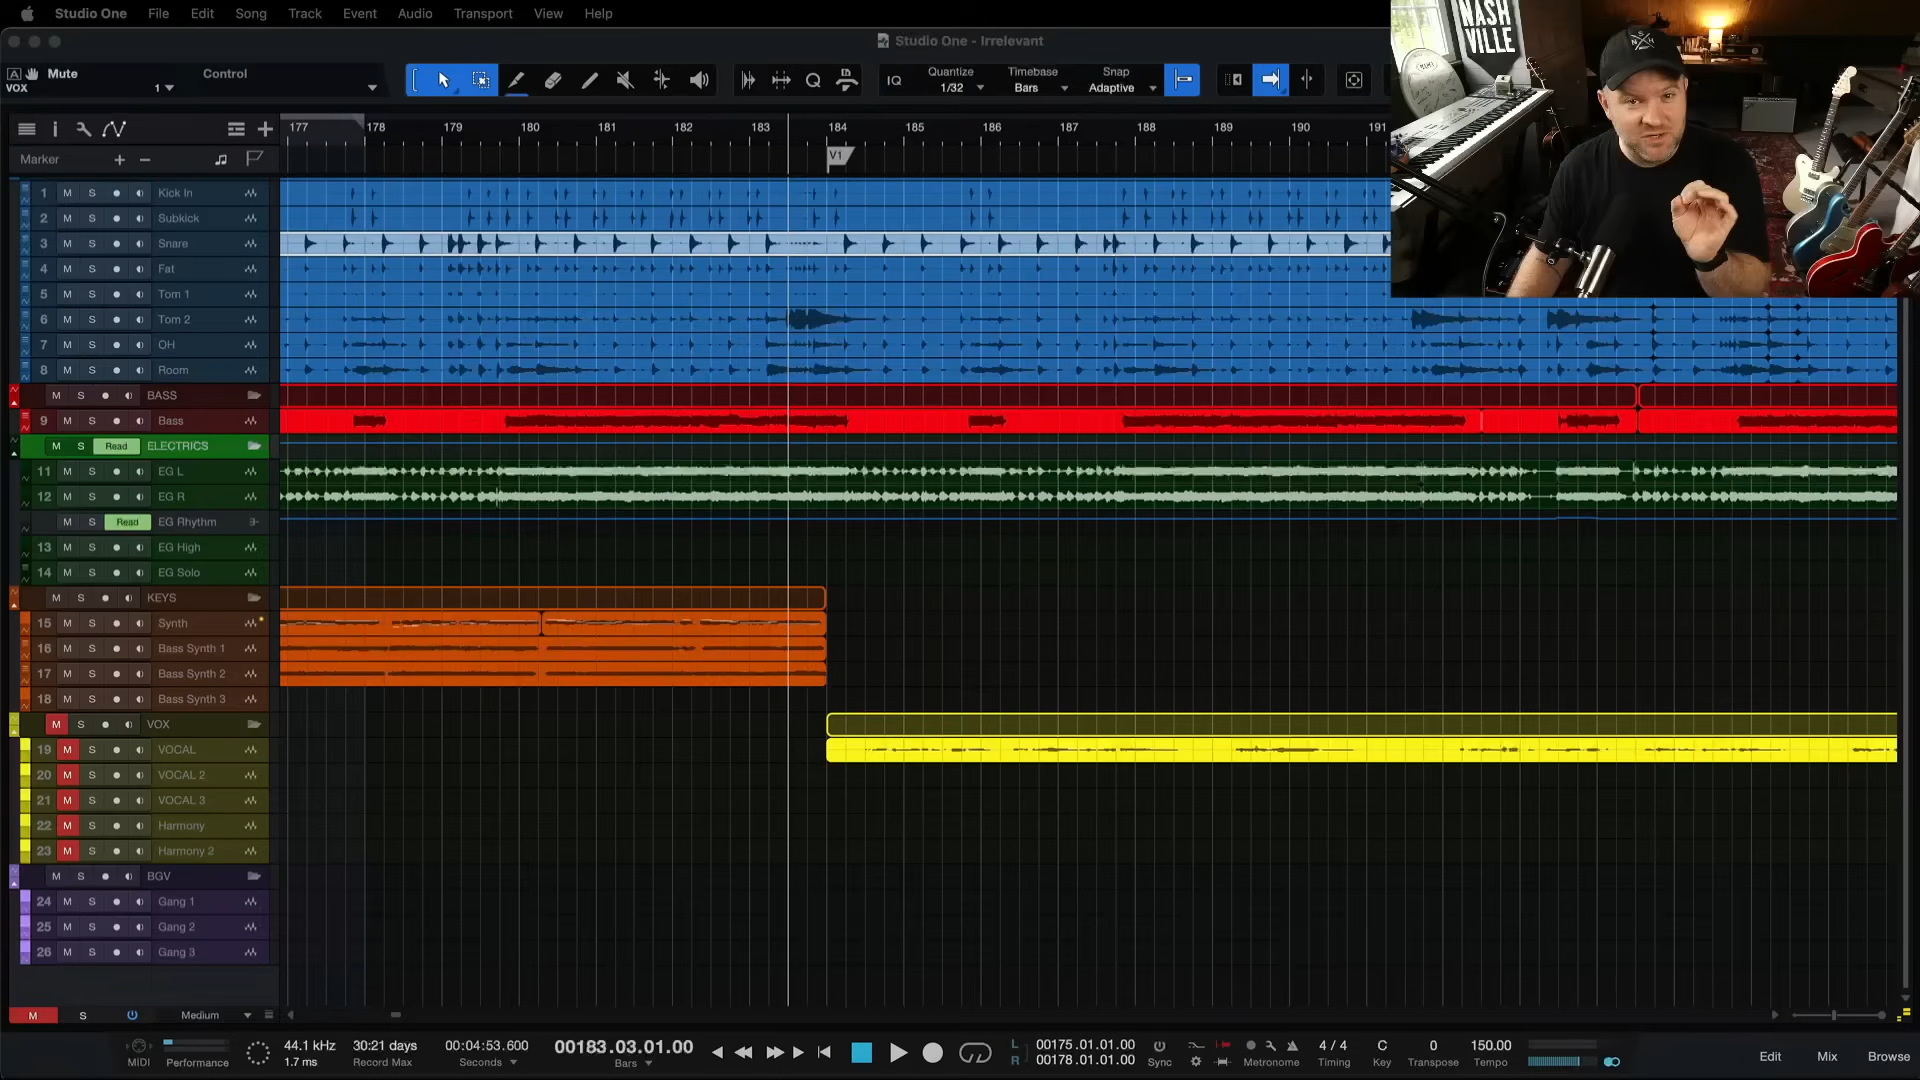 Studio One File Edit Song Track Event Audio Transport View Help
Studio One - Irrelevant
A Mute Control
VOX 1
IQ Quantize Timebase Snap
1/32 Bars Adaptive
177 178 179 180 181 182 183 184 185 186 187 188 189 190 191
Marker + −
V1
1 M S Kick In
2 M S Subkick
3 M S Snare
4 M S Fat
5 M S Tom 1
6 M S Tom 2
7 M S OH
8 M S Room
M S BASS
9 M S Bass
M S Read ELECTRICS
11 M S EG L
12 M S EG R
M S Read EG Rhythm
13 M S EG High
14 M S EG Solo
M S KEYS
15 M S Synth
16 M S Bass Synth 1
17 M S Bass Synth 2
18 M S Bass Synth 3
M S VOX
19 M S VOCAL
20 M S VOCAL 2
21 M S VOCAL 3
22 M S Harmony
23 M S Harmony 2
M S BGV
24 M S Gang 1
25 M S Gang 2
26 M S Gang 3
M S Medium
MIDI Performance
44.1 kHz
1.7 ms
30:21 days
Record Max
00:04:53.600
Seconds
00183.03.01.00
Bars
L 00175.01.01.00
R 00178.01.01.00
Sync
Metronome
4 / 4
Timing
C
Key
0
Transpose
150.00
Tempo
Edit Mix Browse
NASH
VILLE